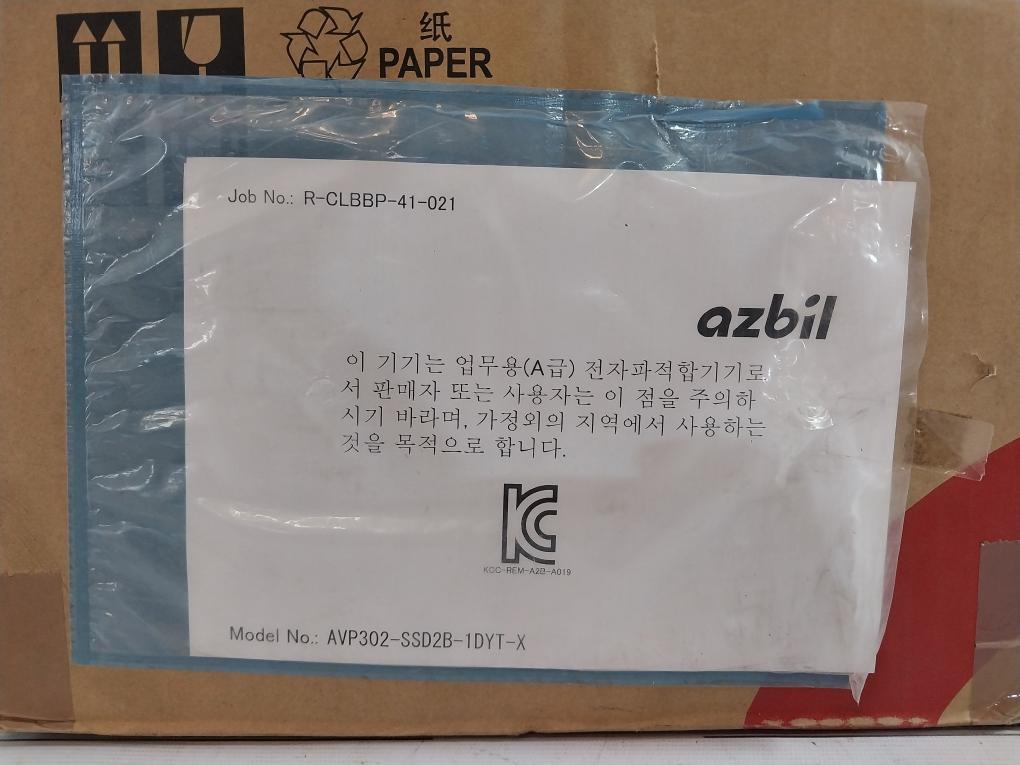 纸
PAPER
Job No.: R-CLBBP-41-021
azbil
이 기기는 업무용(A급) 전자파적합기기로
서 판매자 또는 사용자는 이 점을 주의하
시기 바라며, 가정외의 지역에서 사용하는
것을 목적으로 합니다.
KCC-REM-A2B-A019
Model No.: AVP302-SSD2B-1DYT-X